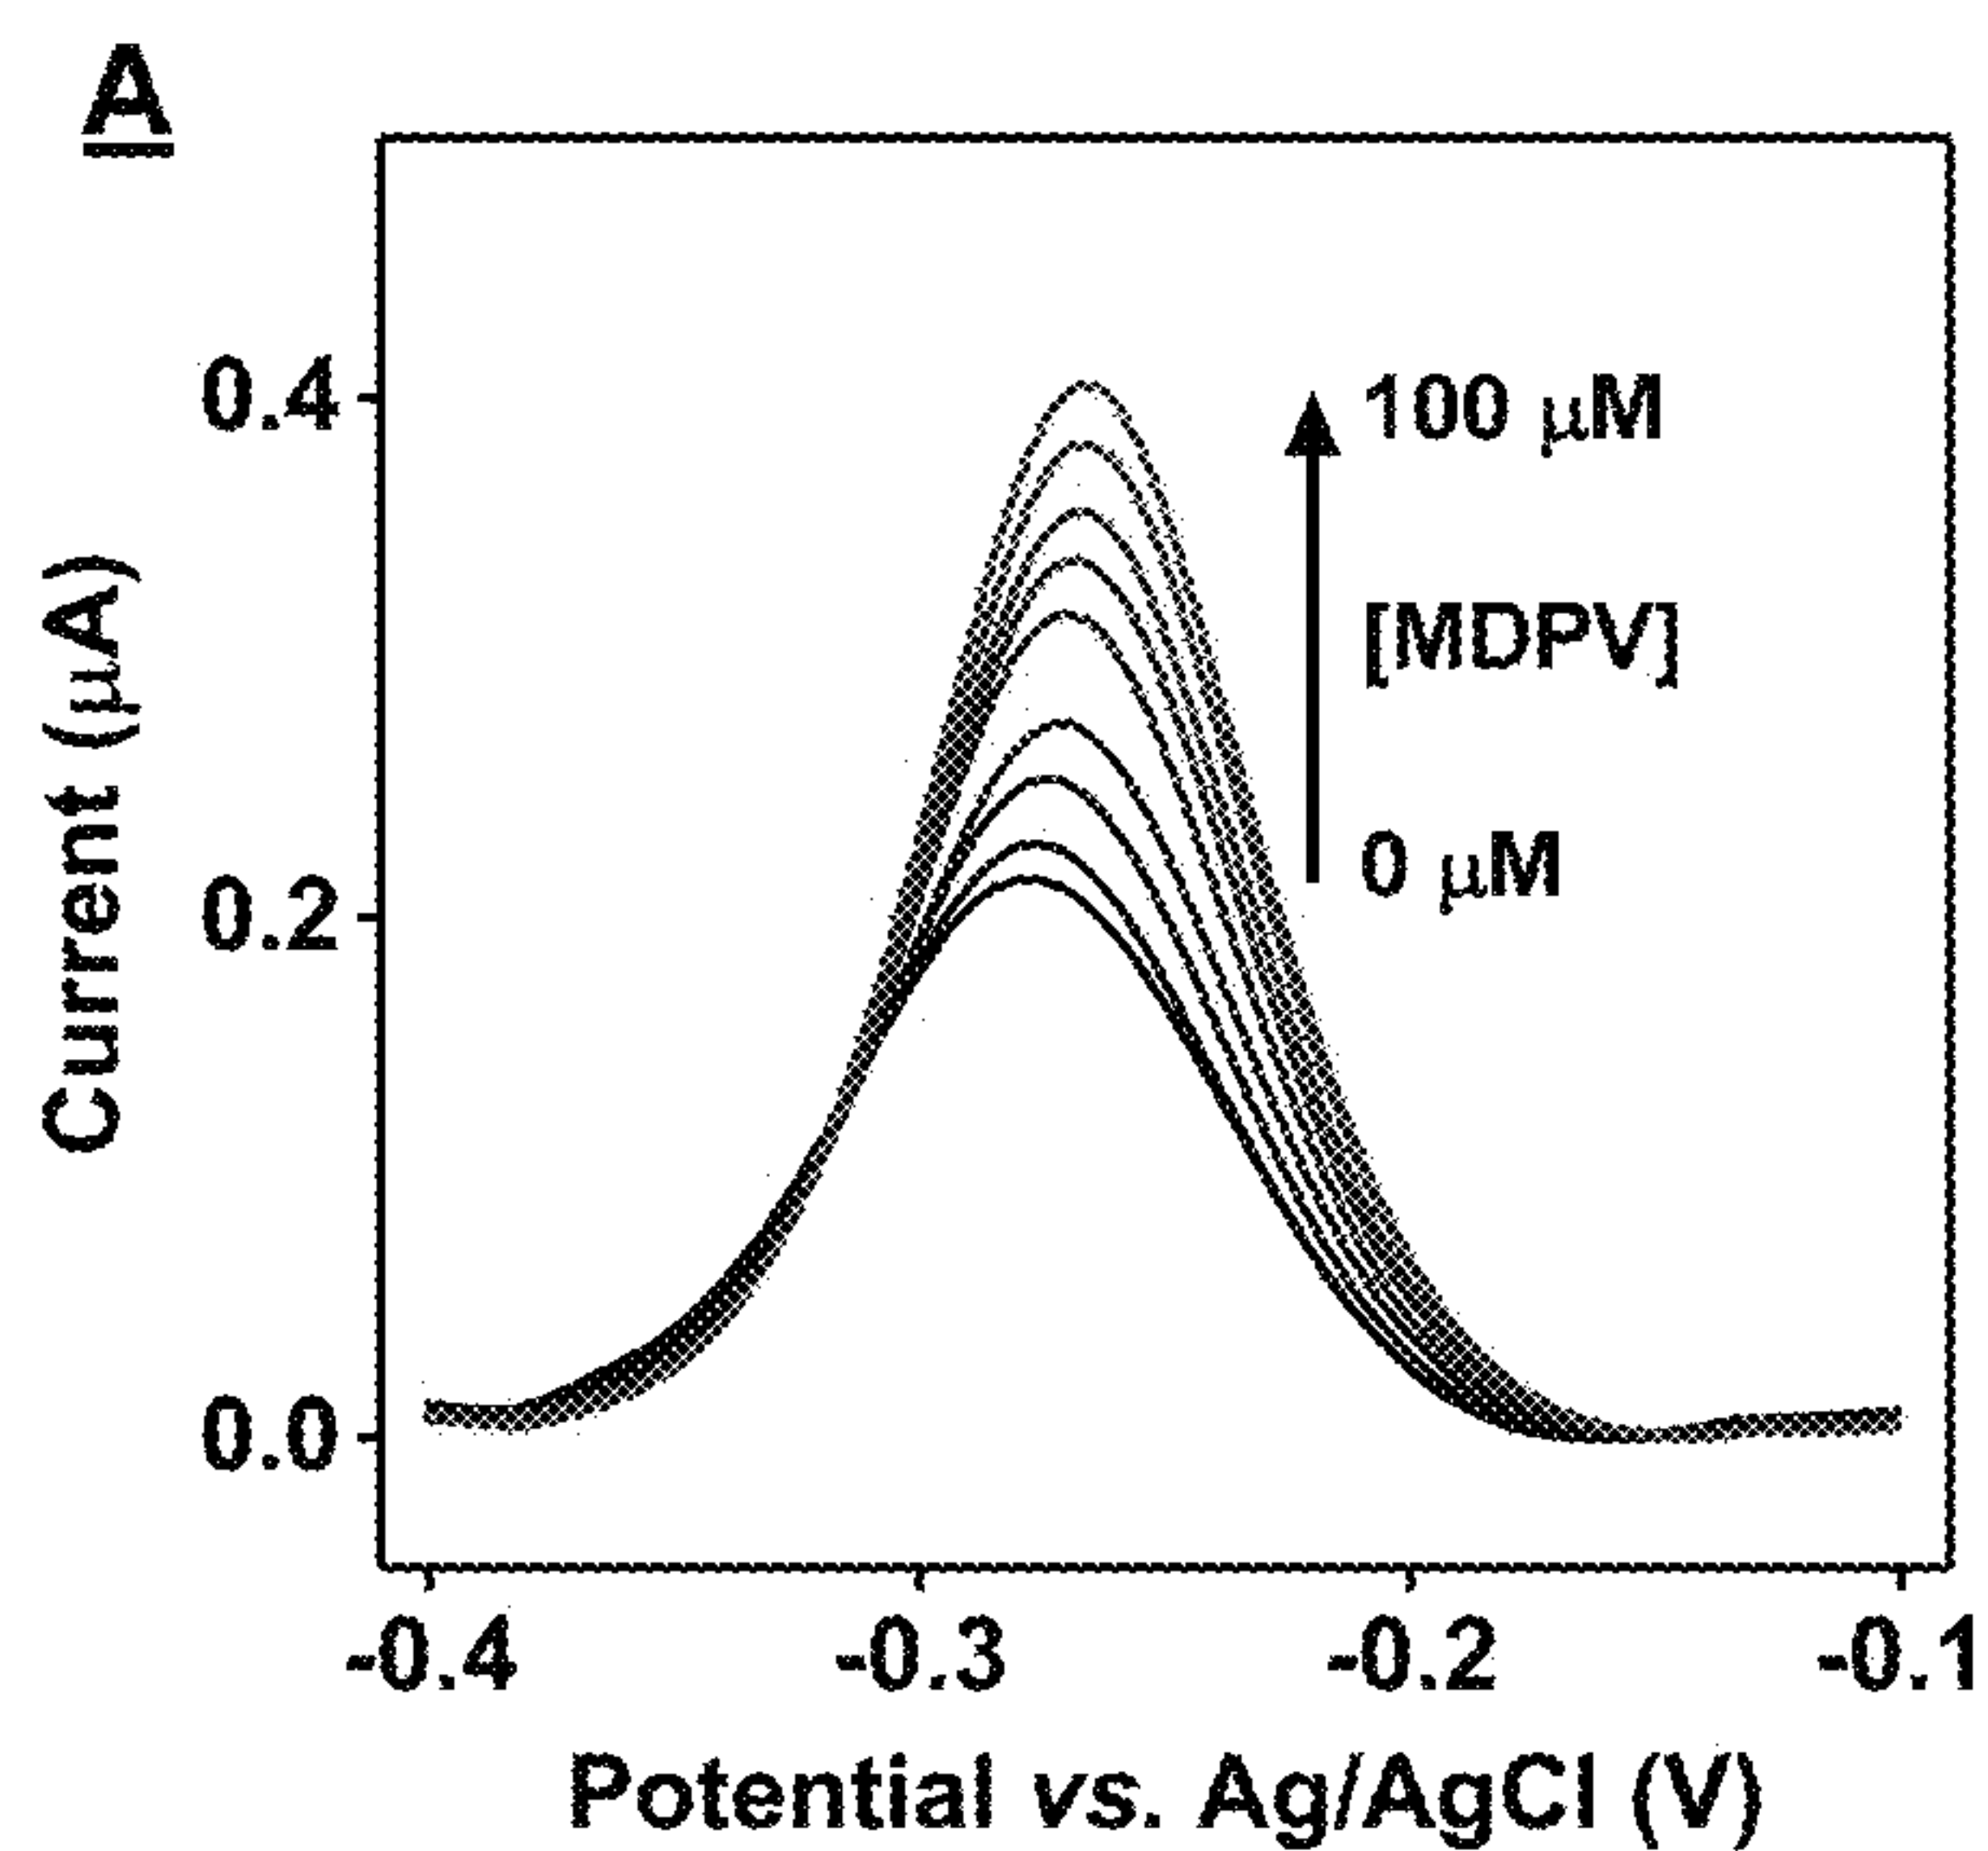 A
Current (μA)
0.4
0.2
0.0
100 μM
[MDPV]
0 μM
-0.4
-0.3
-0.2
-0.1
Potential vs. Ag/AgCl (V)